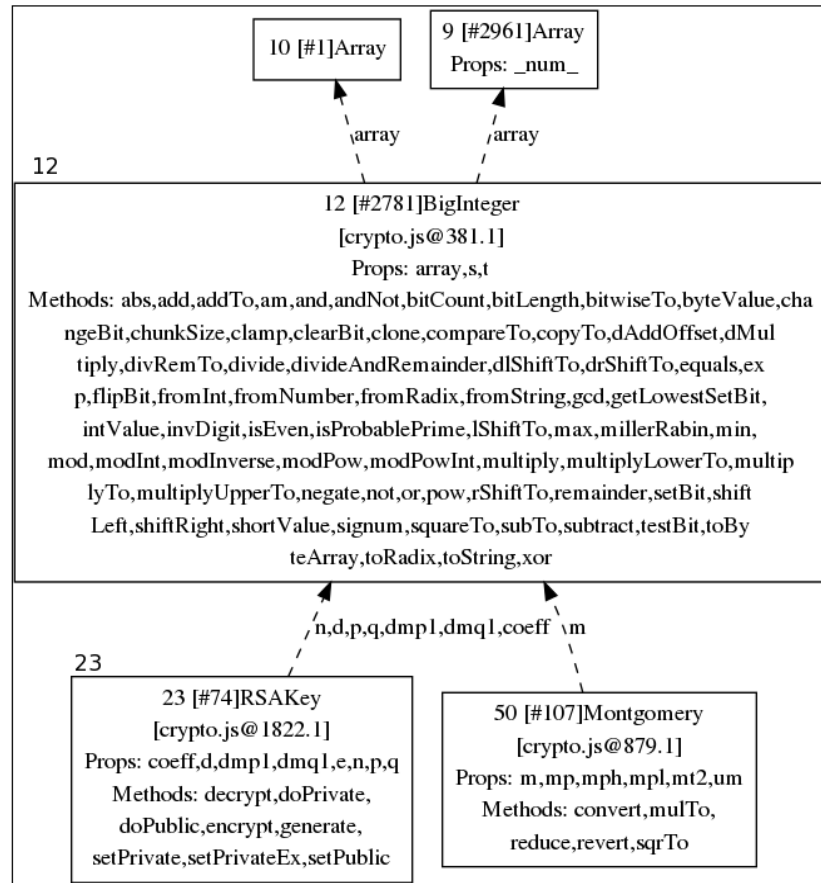 10 [#1]Array
9 [#2961]Array
Props: _num_
array
array
12
12 [#2781]BigInteger
[crypto.js@381.1]
Props: array,s,t
Methods: abs,add,addTo,am,and,andNot,bitCount,bitLength,bitwiseTo,byteValue,cha
ngeBit,chunkSize,clamp,clearBit,clone,compareTo,copyTo,dAddOffset,dMul
tiply,divRemTo,divide,divideAndRemainder,dlShiftTo,drShiftTo,equals,ex
p,flipBit,fromInt,fromNumber,fromRadix,fromString,gcd,getLowestSetBit,
intValue,invDigit,isEven,isProbablePrime,lShiftTo,max,millerRabin,min,
mod,modInt,modInverse,modPow,modPowInt,multiply,multiplyLowerTo,multip
lyTo,multiplyUpperTo,negate,not,or,pow,rShiftTo,remainder,setBit,shift
Left,shiftRight,shortValue,signum,squareTo,subTo,subtract,testBit,toBy
teArray,toRadix,toString,xor
n,d,p,q,dmp1,dmq1,coeff
m
23
23 [#74]RSAKey
[crypto.js@1822.1]
Props: coeff,d,dmp1,dmq1,e,n,p,q
Methods: decrypt,doPrivate,
doPublic,encrypt,generate,
setPrivate,setPrivateEx,setPublic
50 [#107]Montgomery
[crypto.js@879.1]
Props: m,mp,mph,mpl,mt2,um
Methods: convert,mulTo,
reduce,revert,sqrTo